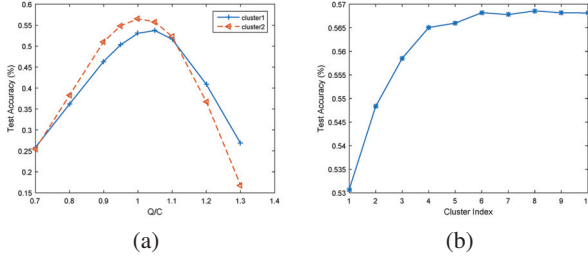 0.6
cluster1
cluster2
0.55
0.5
0.45
0.4
0.35
0.3
0.25
0.2
0.15
Test Accuracy (%)
0.7 0.8 0.9 1 1.1 1.2 1.3 1.4
Q/C
(a)
0.57
0.565
0.56
0.555
0.55
0.545
0.54
0.535
0.53
Test Accuracy (%)
1 2 3 4 5 6 7 8 9 10
Cluster Index
(b)